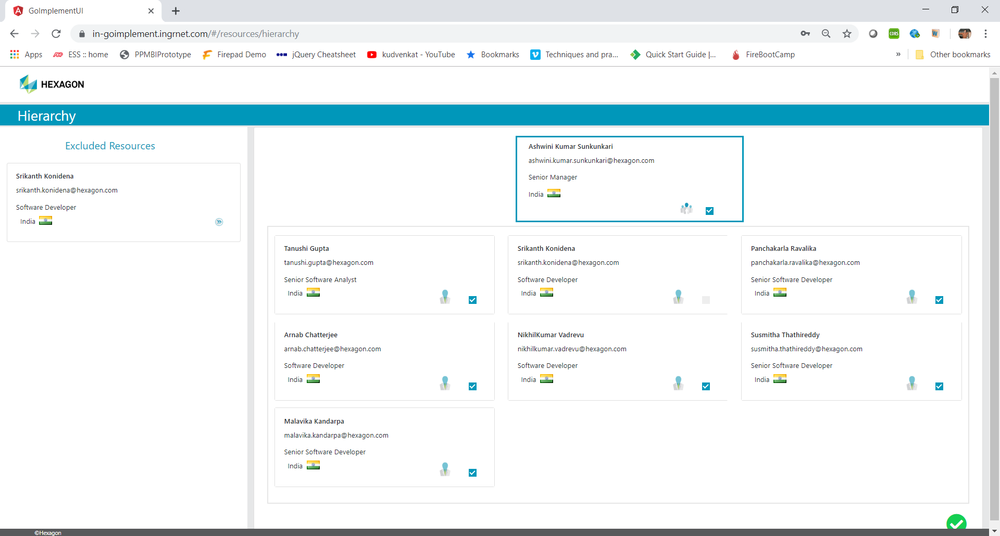 GoImplementUI
in-goimplement.ingrnet.com/#/resources/hierarchy
CORS
W
Apps
ADP
ESS :: home
PPMBIPrototype
Firepad Demo
jQuery Cheatsheet
kudvenkat - YouTube
Bookmarks
Techniques and pra...
Quick Start Guide |...
FireBootCamp
»
Other bookmarks
HEXAGON
Hierarchy
Excluded Resources
Srikanth Konidena
srikanth.konidena@hexagon.com
Software Developer
India
Ashwini Kumar Sunkunkari
ashwini.kumar.sunkunkari@hexagon.com
Senior Manager
India
Tanushi Gupta
tanushi.gupta@hexagon.com
Senior Software Analyst
India
Srikanth Konidena
srikanth.konidena@hexagon.com
Software Developer
India
Panchakarla Ravalika
panchakarla.ravalika@hexagon.com
Senior Software Developer
India
Arnab Chatterjee
arnab.chatterjee@hexagon.com
Software Developer
India
NikhilKumar Vadrevu
nikhilkumar.vadrevu@hexagon.com
Software Developer
India
Susmitha Thathireddy
susmitha.thathireddy@hexagon.com
Senior Software Developer
India
Malavika Kandarpa
malavika.kandarpa@hexagon.com
Senior Software Developer
India
©Hexagon